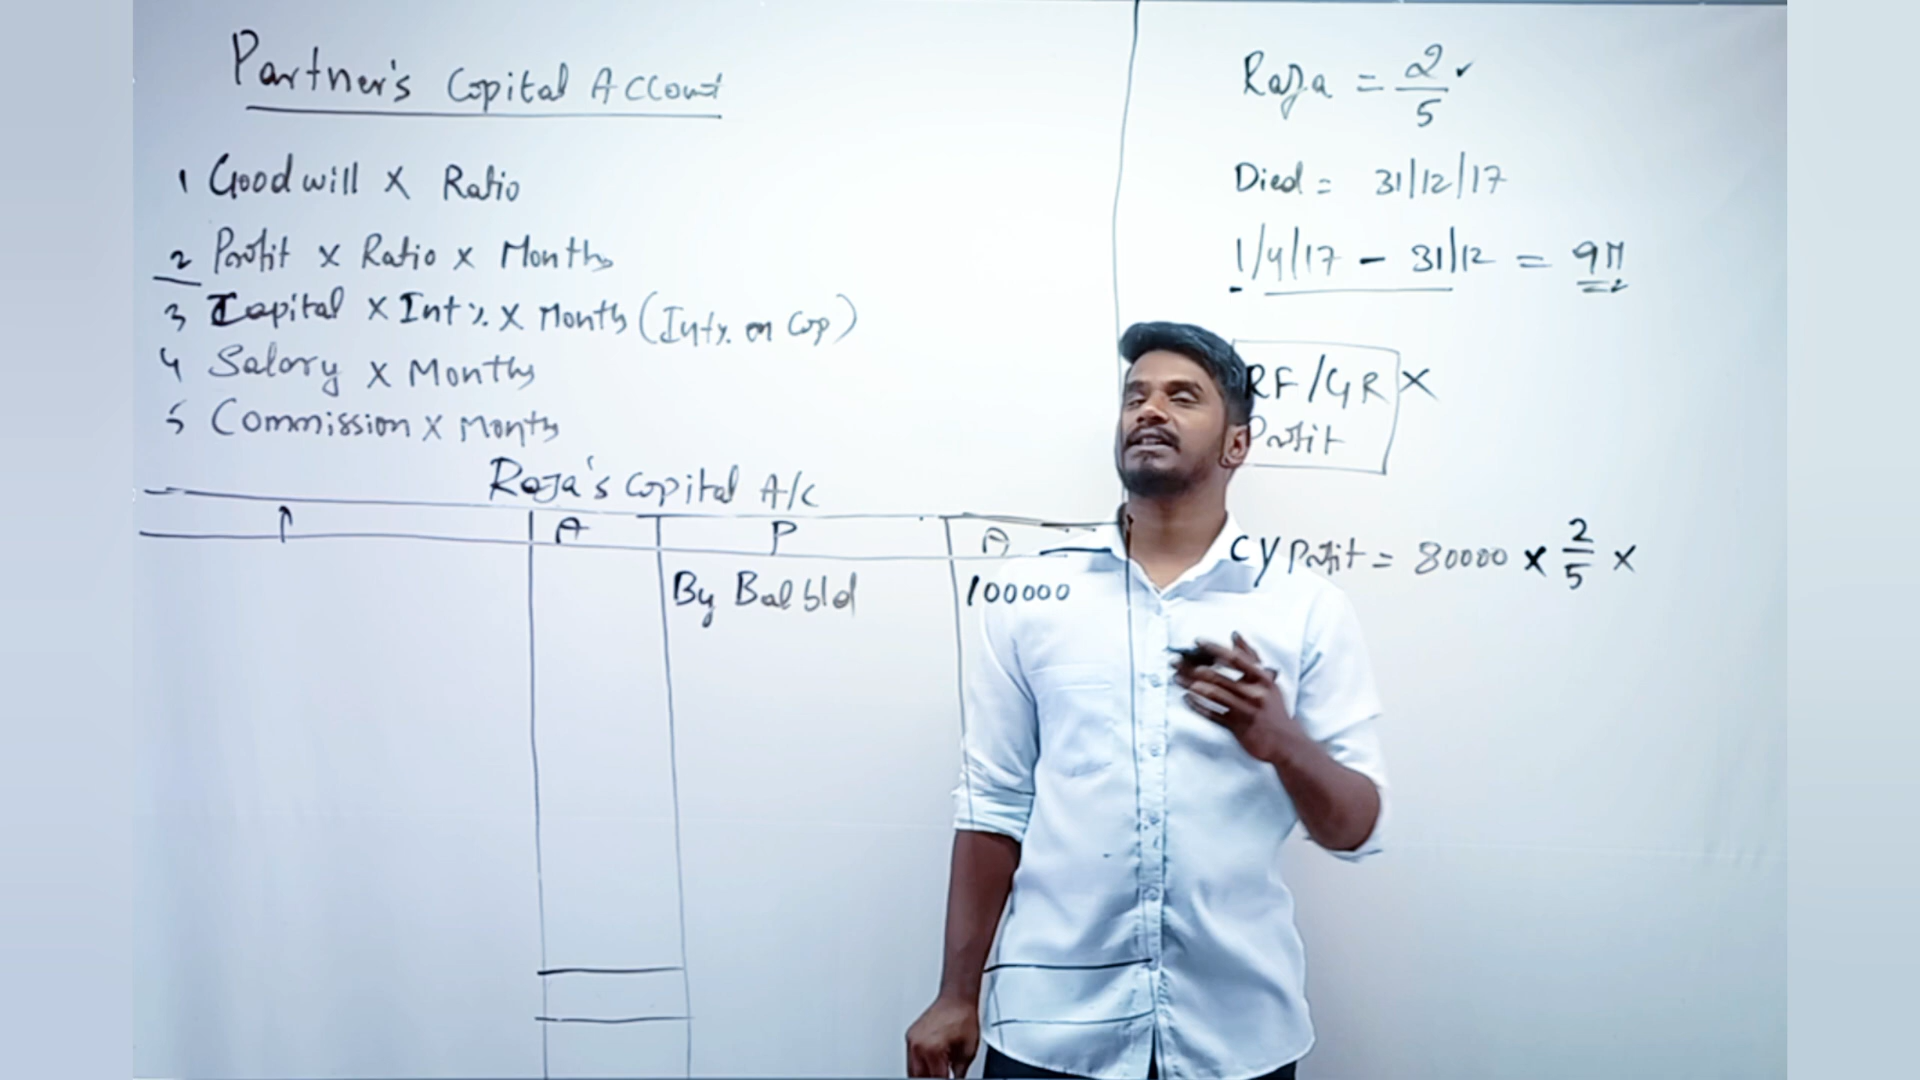 Partner's Capital Account
1 Goodwill X Ratio
2 Profit x Ratio x Months
3 Capital X Int % X Month (Int % on Cap)
4 Salary X Months
5 Commission X Months
Raja's Capital A/C
P A P A
By Bal b/d 100000
Raja = 2/5 ✓
Died = 31/12/17
1/4/17 - 31/12 = 9M
RF/GR X
Profit
CY Profit = 80000 x 2/5 x